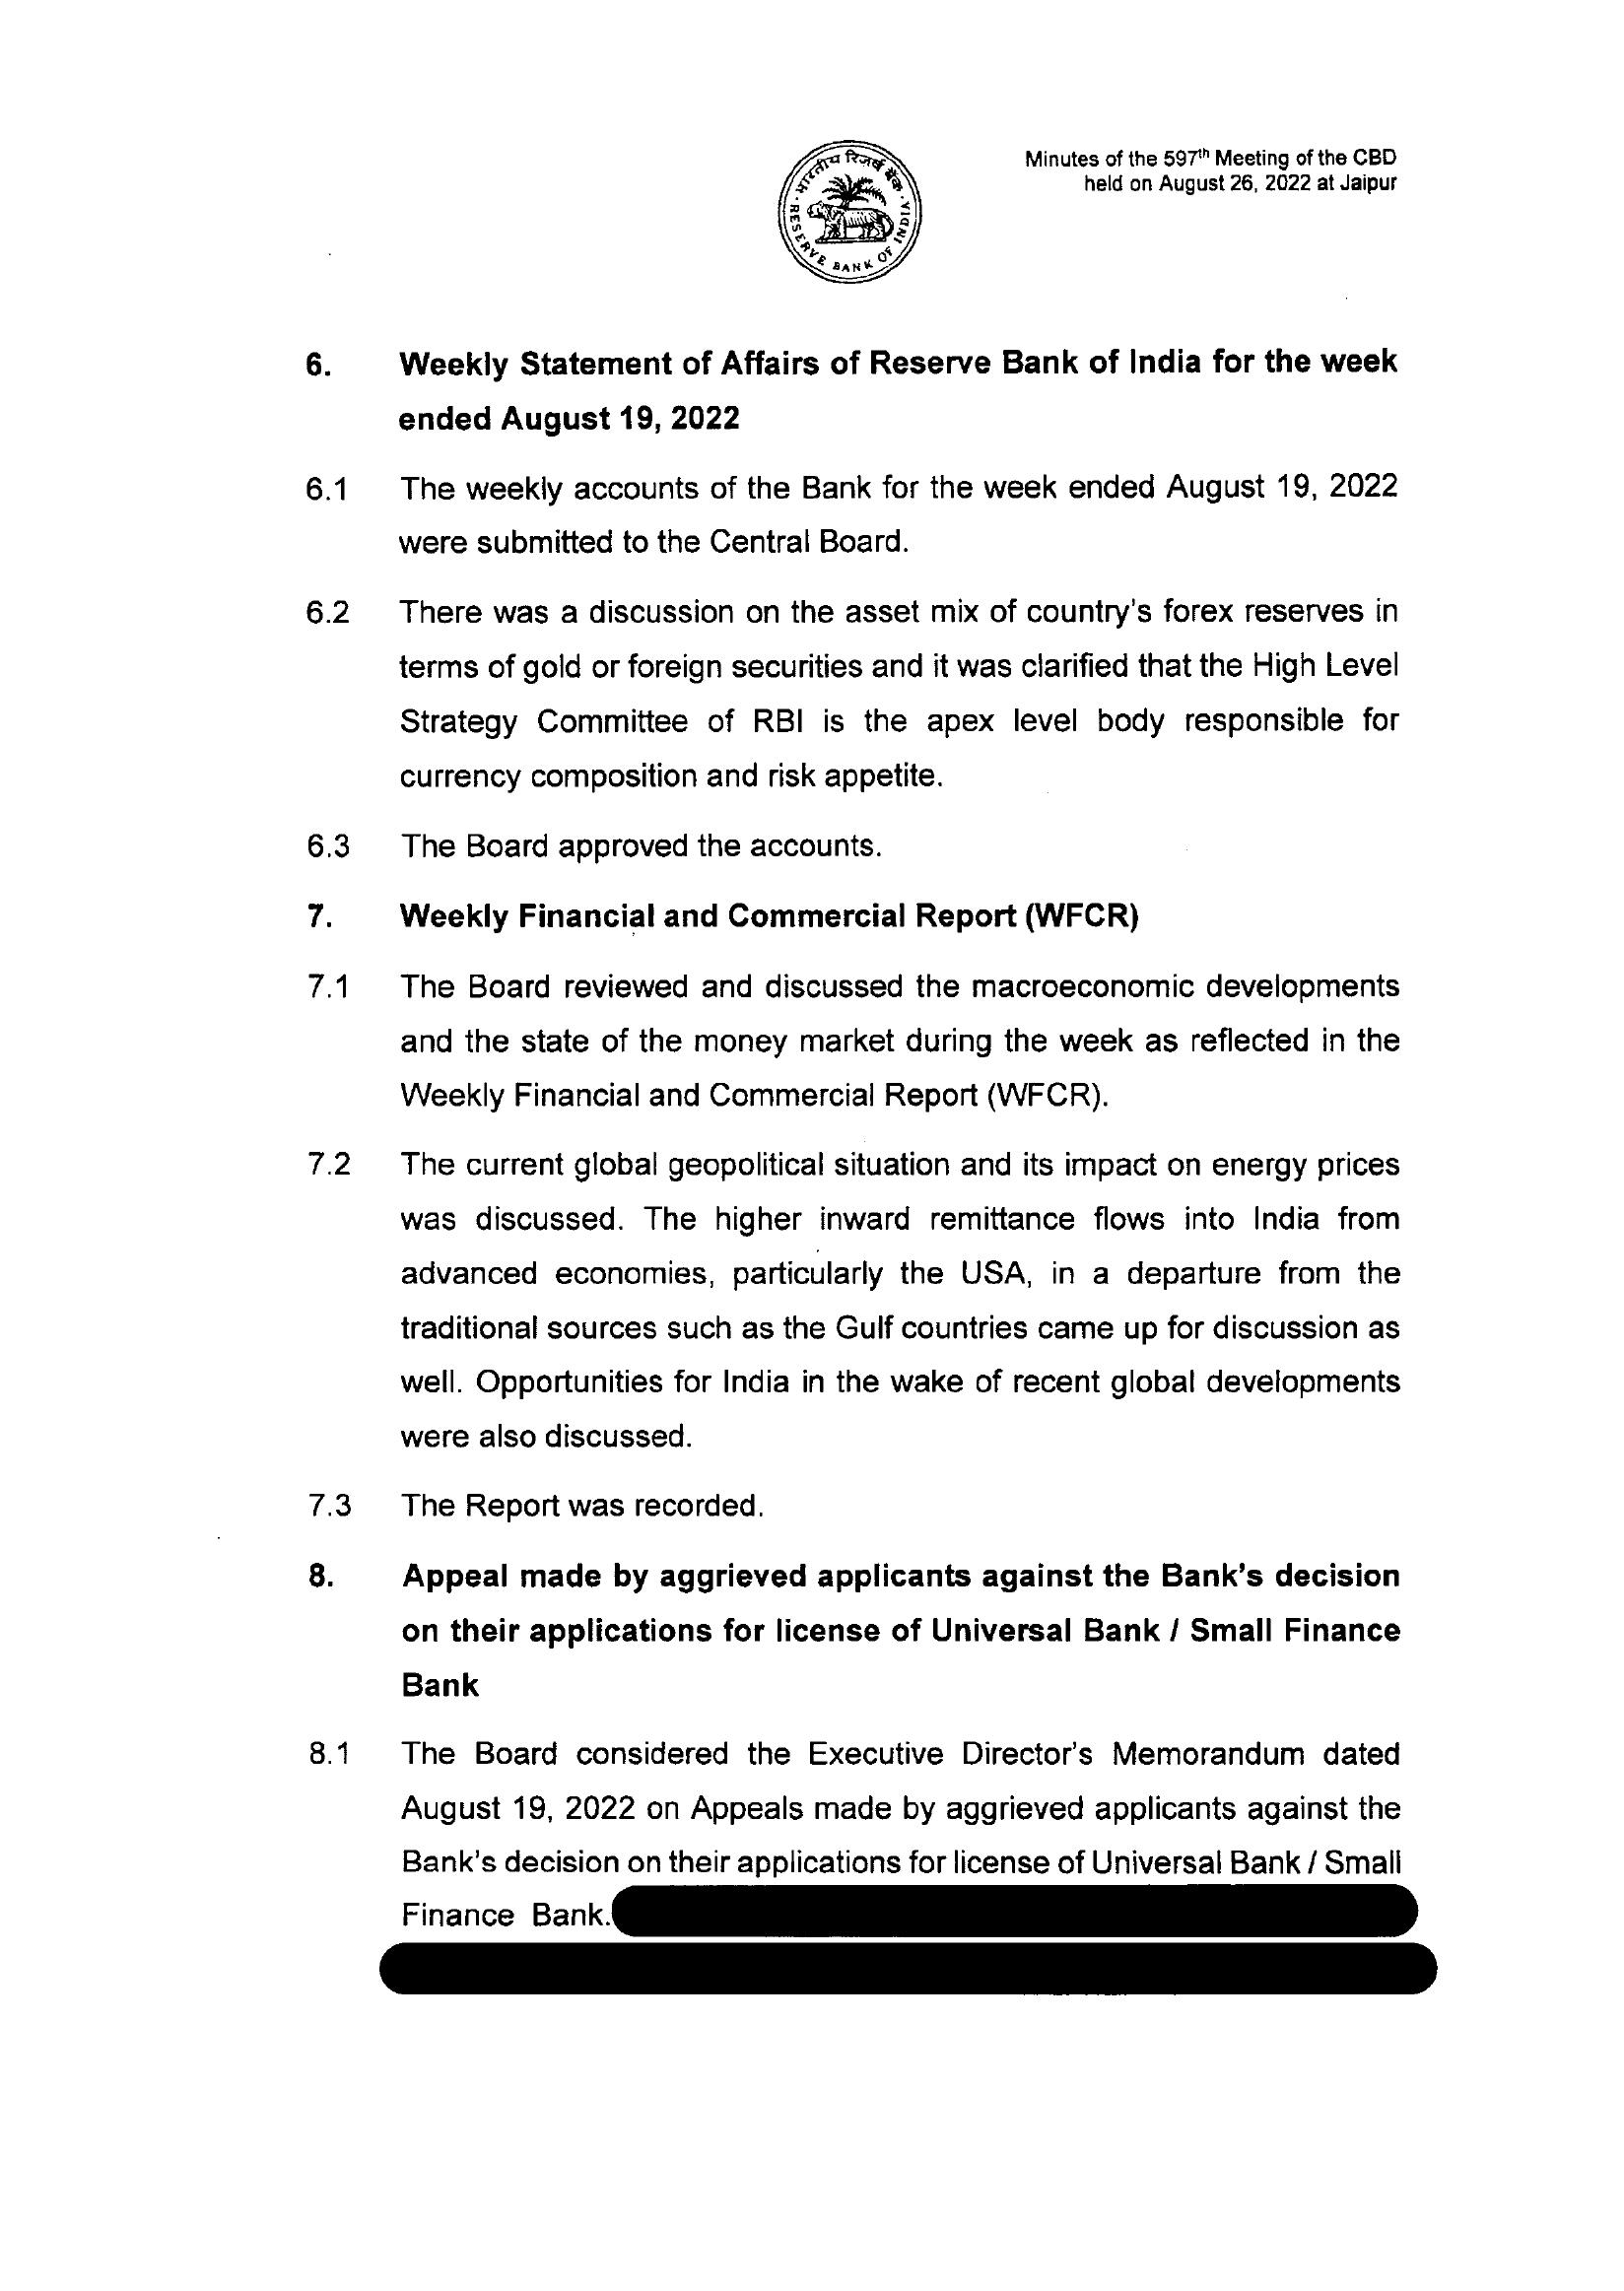 भारतीय रिज़र्व बैंक
RESERVE BANK OF INDIA
Minutes of the 597th Meeting of the CBD
held on August 26, 2022 at Jaipur
6. Weekly Statement of Affairs of Reserve Bank of India for the week
ended August 19, 2022
6.1 The weekly accounts of the Bank for the week ended August 19, 2022
were submitted to the Central Board.
6.2 There was a discussion on the asset mix of country's forex reserves in
terms of gold or foreign securities and it was clarified that the High Level
Strategy Committee of RBI is the apex level body responsible for
currency composition and risk appetite.
6.3 The Board approved the accounts.
7. Weekly Financial and Commercial Report (WFCR)
7.1 The Board reviewed and discussed the macroeconomic developments
and the state of the money market during the week as reflected in the
Weekly Financial and Commercial Report (WFCR).
7.2 The current global geopolitical situation and its impact on energy prices
was discussed. The higher inward remittance flows into India from
advanced economies, particularly the USA, in a departure from the
traditional sources such as the Gulf countries came up for discussion as
well. Opportunities for India in the wake of recent global developments
were also discussed.
7.3 The Report was recorded.
8. Appeal made by aggrieved applicants against the Bank's decision
on their applications for license of Universal Bank / Small Finance
Bank
8.1 The Board considered the Executive Director's Memorandum dated
August 19, 2022 on Appeals made by aggrieved applicants against the
Bank's decision on their applications for license of Universal Bank / Small
Finance Bank.